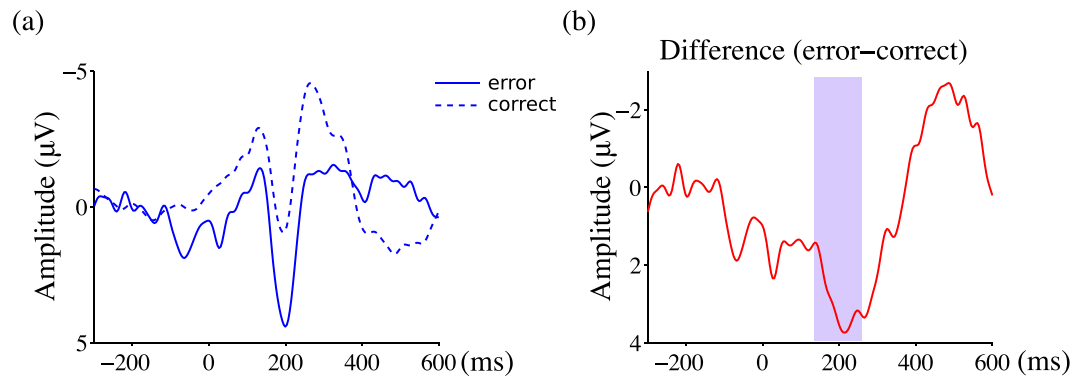 (a)
(b)
Difference (error−correct)
−5
0
5
Amplitude (μV)
error
correct
−200
0
200
400
600
(ms)
−2
0
2
4
Amplitude (μV)
−200
0
200
400
600
(ms)